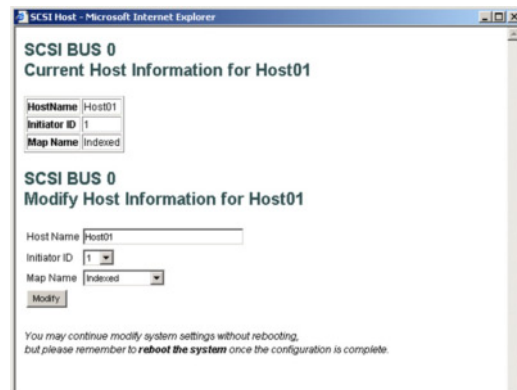 SCSI Host - Microsoft Internet Explorer
SCSI BUS 0
Current Host Information for Host01
HostName Host01
Initiator ID 1
Map Name Indexed
SCSI BUS 0
Modify Host Information for Host01
Host Name Host01
Initiator ID 1
Map Name Indexed
Modify
You may continue modify system settings without rebooting,
but please remember to reboot the system once the configuration is complete.